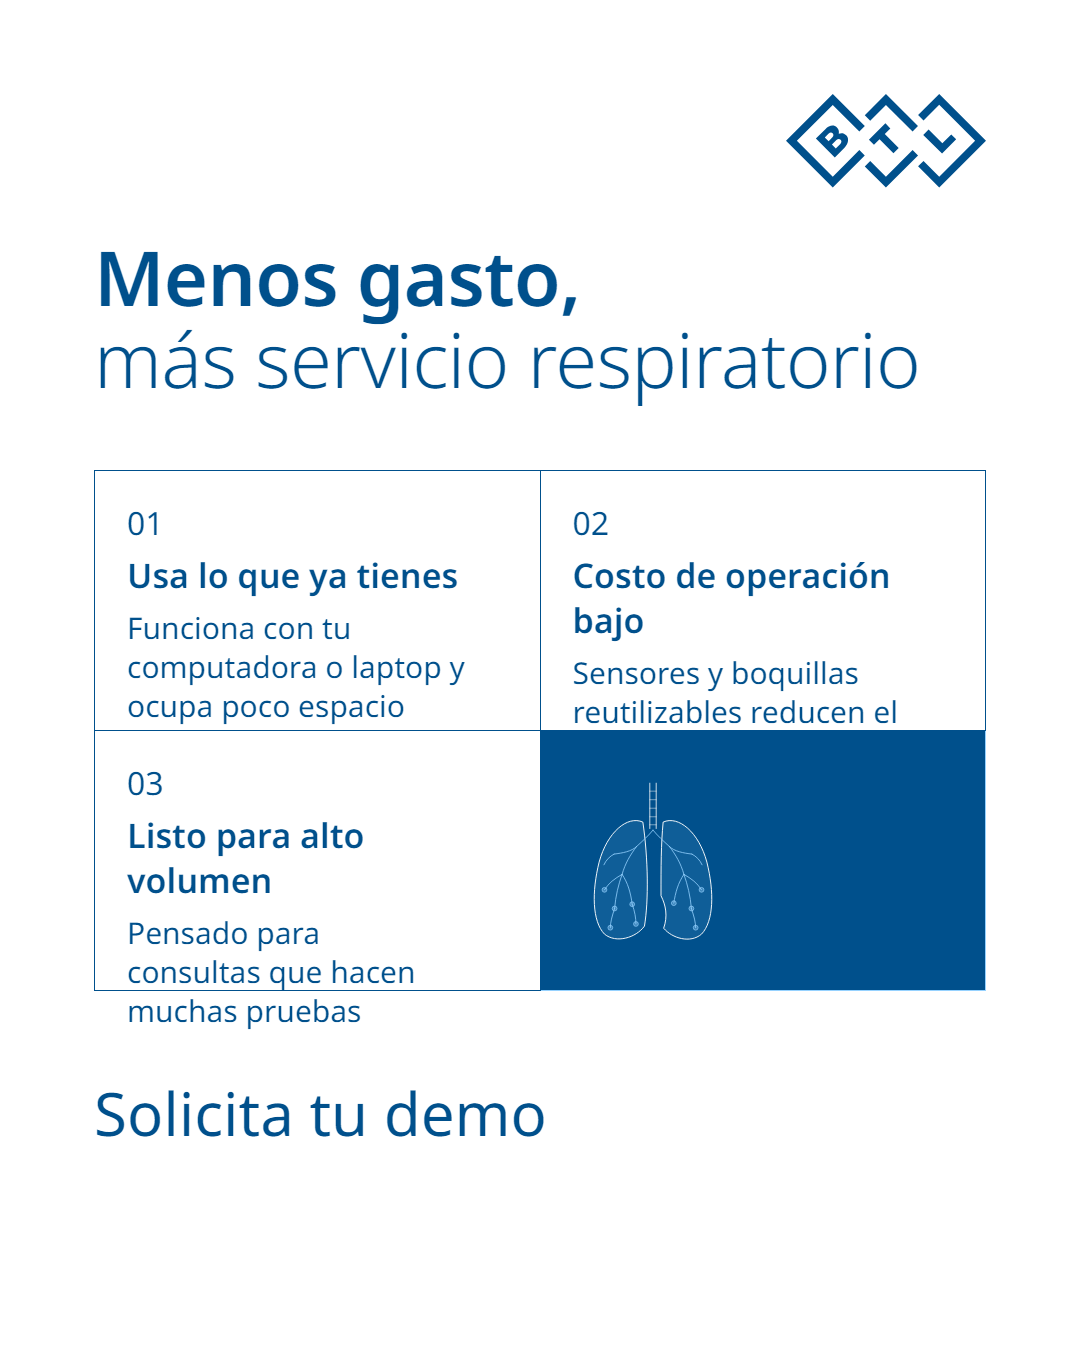 BTL
Menos gasto,
más servicio respiratorio
01
Usa lo que ya tienes
Funciona con tu
computadora o laptop y
ocupa poco espacio
02
Costo de operación
bajo
Sensores y boquillas
reutilizables reducen el
03
Listo para alto
volumen
Pensado para
consultas que hacen
muchas pruebas
Solicita tu demo